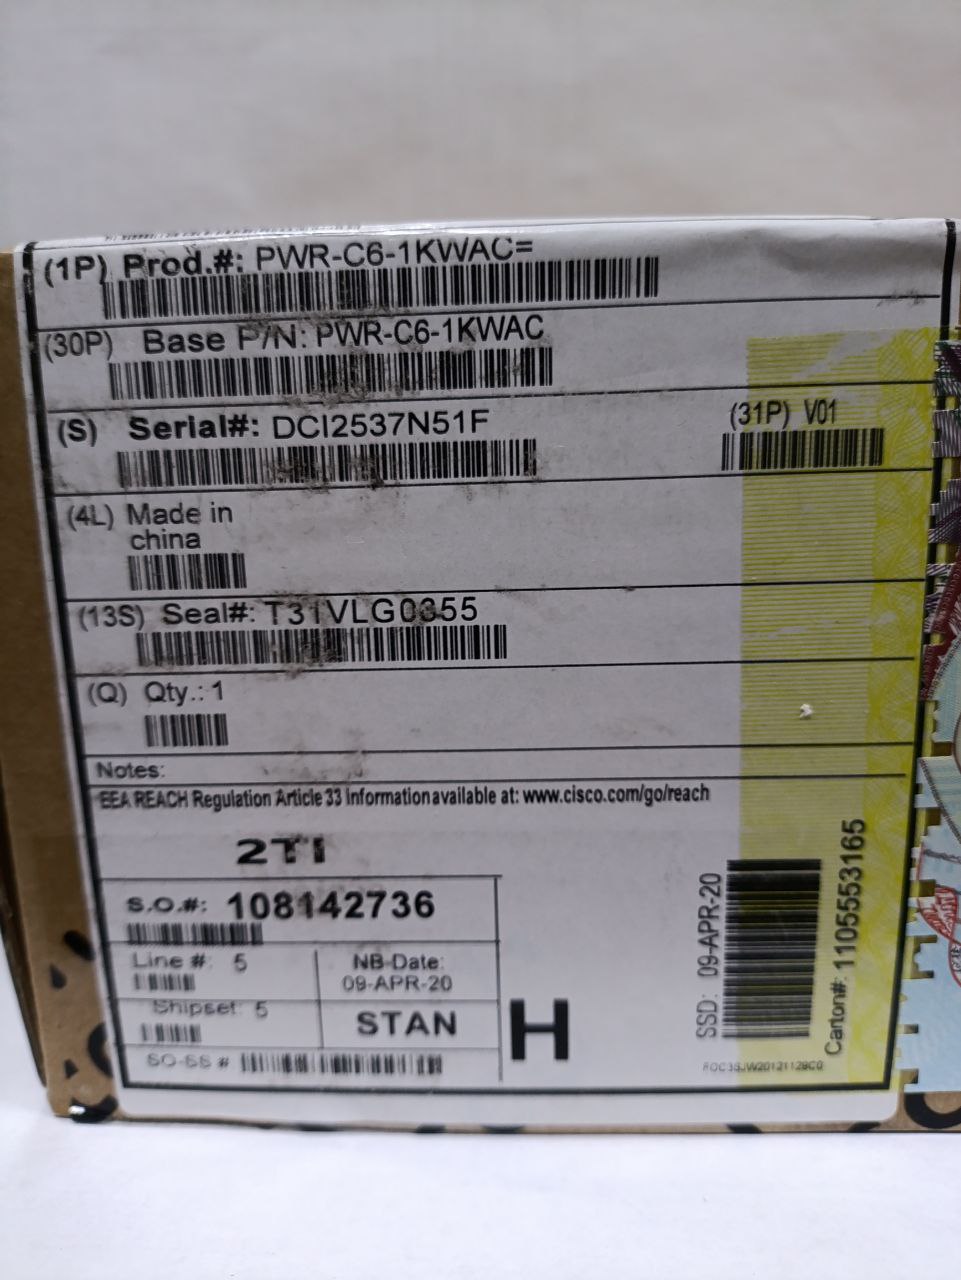 (1P) Prod.#: PWR-C6-1KWAC=
(30P) Base P/N: PWR-C6-1KWAC
(S) Serial#: DCI2537N51F
(31P) V01
(4L) Made in
china
(13S) Seal#: T31VLG0355
(Q) Qty.: 1
Notes:
EEA REACH Regulation Article 33 Information available at: www.cisco.com/go/reach
2TI
S.O.#: 108142736
Line #: 5
NB-Date:
09-APR-20
Shipset: 5
STAN
SO-SS #
H
SSD: 09-APR-20
Carton#: 1105553165